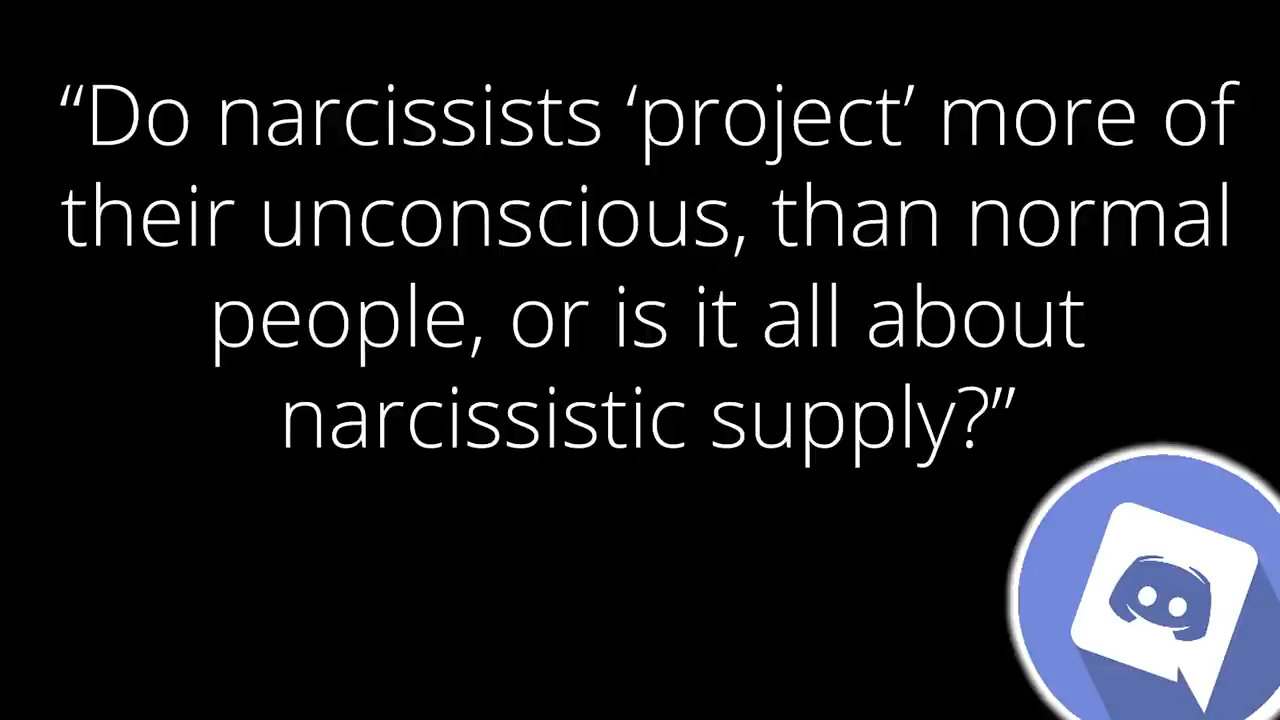 “Do narcissists ‘project’ more of
their unconscious, than normal
people, or is it all about
narcissistic supply?”